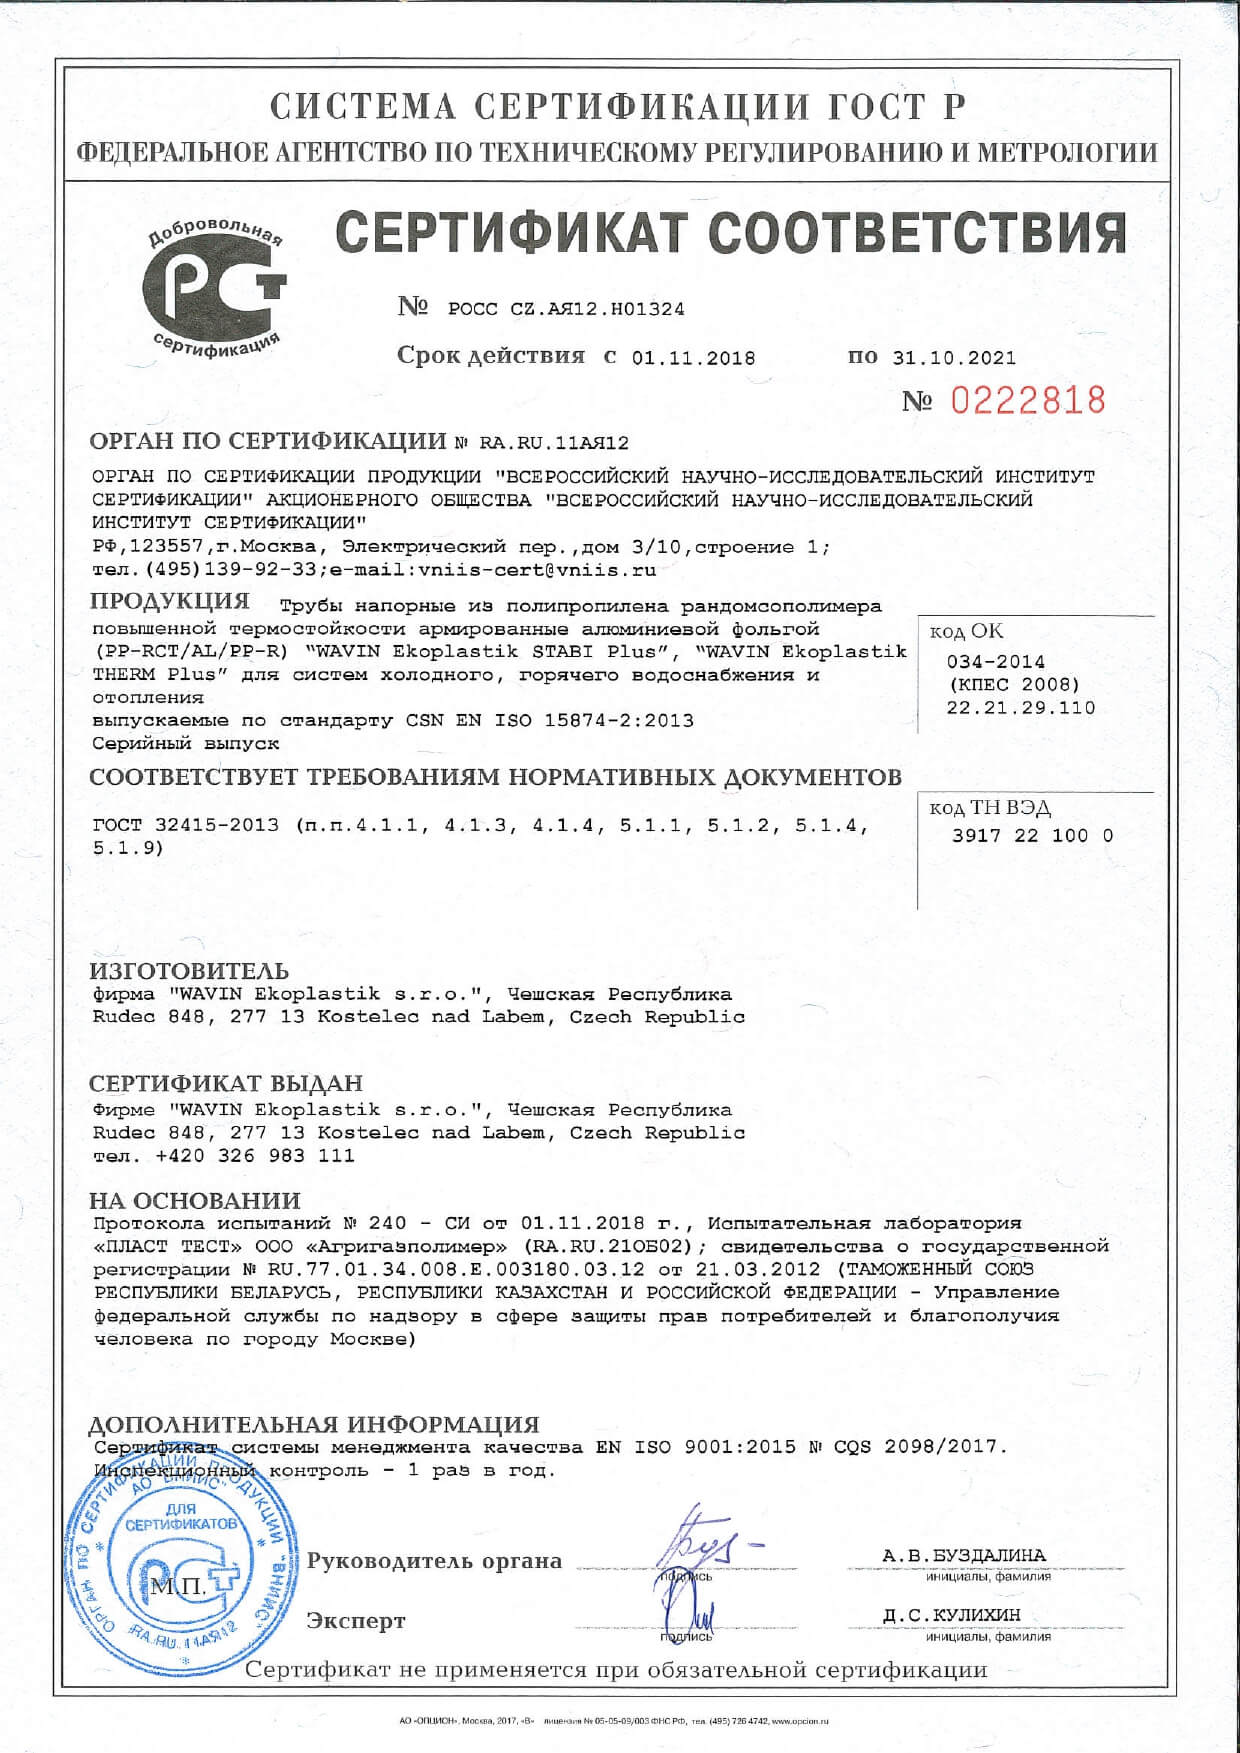 СИСТЕМА СЕРТИФИКАЦИИ ГОСТ Р
ФЕДЕРАЛЬНОЕ АГЕНТСТВО ПО ТЕХНИЧЕСКОМУ РЕГУЛИРОВАНИЮ И МЕТРОЛОГИИ
Добровольная
РСТ
сертификация
СЕРТИФИКАТ СООТВЕТСТВИЯ
№ РОСС CZ.АЯ12.Н01324
Срок действия с 01.11.2018 по 31.10.2021
№ 0222818
ОРГАН ПО СЕРТИФИКАЦИИ № RA.RU.11АЯ12
ОРГАН ПО СЕРТИФИКАЦИИ ПРОДУКЦИИ "ВСЕРОССИЙСКИЙ НАУЧНО-ИССЛЕДОВАТЕЛЬСКИЙ ИНСТИТУТ
СЕРТИФИКАЦИИ" АКЦИОНЕРНОГО ОБЩЕСТВА "ВСЕРОССИЙСКИЙ НАУЧНО-ИССЛЕДОВАТЕЛЬСКИЙ
ИНСТИТУТ СЕРТИФИКАЦИИ"
РФ,123557,г.Москва, Электрический пер.,дом 3/10,строение 1;
тел.(495)139-92-33;e-mail:vniis-cert@vniis.ru
ПРОДУКЦИЯ Трубы напорные из полипропилена рандомсополимера
повышенной термостойкости армированные алюминиевой фольгой
(PP-RCT/AL/PP-R) "WAVIN Ekoplastik STABI Plus", "WAVIN Ekoplastik
THERM Plus" для систем холодного, горячего водоснабжения и
отопления
выпускаемые по стандарту CSN EN ISO 15874-2:2013
Серийный выпуск
код ОК
034-2014
(КПЕС 2008)
22.21.29.110
СООТВЕТСТВУЕТ ТРЕБОВАНИЯМ НОРМАТИВНЫХ ДОКУМЕНТОВ
ГОСТ 32415-2013 (п.п.4.1.1, 4.1.3, 4.1.4, 5.1.1, 5.1.2, 5.1.4,
5.1.9)
код ТН ВЭД
3917 22 100 0
ИЗГОТОВИТЕЛЬ
фирма "WAVIN Ekoplastik s.r.o.", Чешская Республика
Rudec 848, 277 13 Kostelec nad Labem, Czech Republic
СЕРТИФИКАТ ВЫДАН
Фирме "WAVIN Ekoplastik s.r.o.", Чешская Республика
Rudec 848, 277 13 Kostelec nad Labem, Czech Republic
тел. +420 326 983 111
НА ОСНОВАНИИ
Протокола испытаний № 240 - СИ от 01.11.2018 г., Испытательная лаборатория
«ПЛАСТ ТЕСТ» ООО «Агригазполимер» (RA.RU.21ОБ02); свидетельства о государственной
регистрации № RU.77.01.34.008.Е.003180.03.12 от 21.03.2012 (ТАМОЖЕННЫЙ СОЮЗ
РЕСПУБЛИКИ БЕЛАРУСЬ, РЕСПУБЛИКИ КАЗАХСТАН И РОССИЙСКОЙ ФЕДЕРАЦИИ - Управление
федеральной службы по надзору в сфере защиты прав потребителей и благополучия
человека по городу Москве)
ДОПОЛНИТЕЛЬНАЯ ИНФОРМАЦИЯ
Сертификат системы менеджмента качества EN ISO 9001:2015 № CQS 2098/2017.
Инспекционный контроль - 1 раз в год.
ОРГАН ПО СЕРТИФИКАЦИИ ПРОДУКЦИИ "ВНИИС"
АО "ВНИИС"
ДЛЯ
СЕРТИФИКАТОВ
РСТ
М.П.
RA.RU.11АЯ12
Руководитель органа
подпись
А.В.БУЗДАЛИНА
инициалы, фамилия
Эксперт
подпись
Д.С.КУЛИХИН
инициалы, фамилия
Сертификат не применяется при обязательной сертификации
АО «ОПЦИОН», Москва, 2017, «В» лицензия № 05-05-09/003 ФНС РФ, тел. (495) 726 4742, www.opcion.ru